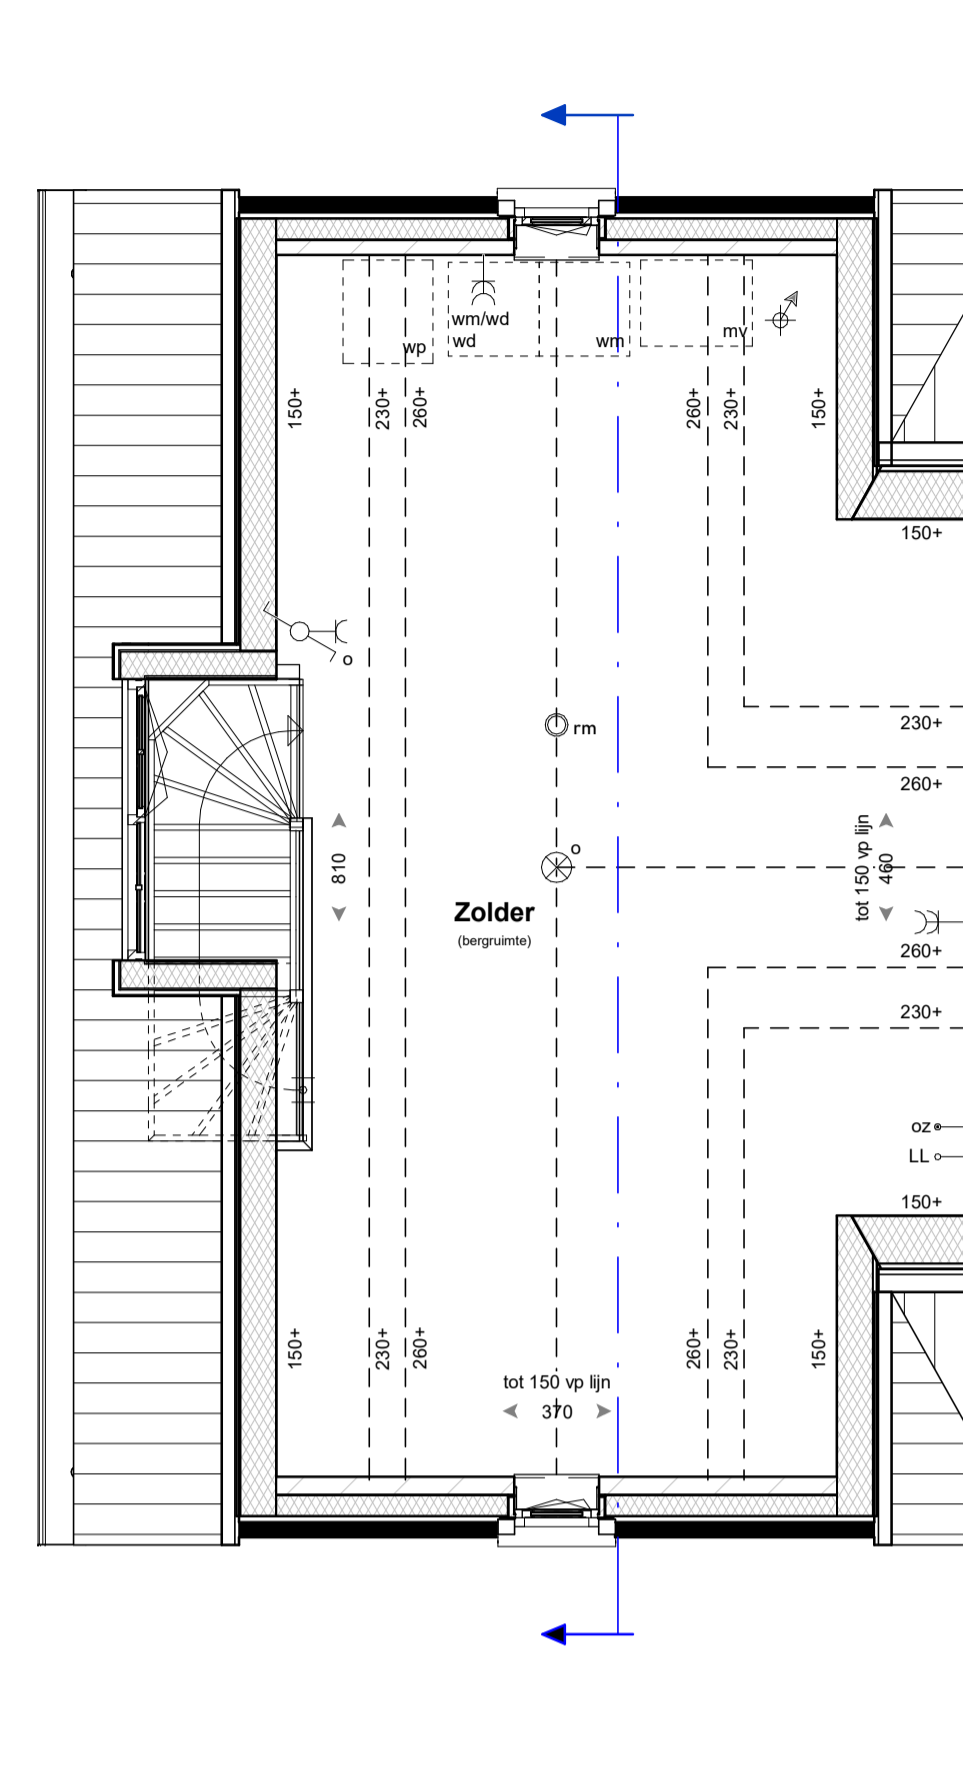 wm/wd
wp
wd
wm
mv
150+
230+
260+
260+
230+
150+
150+
o
rm
230+
260+
o
810
tot 150 vp lijn
460
Zolder
(bergruimte)
260+
230+
oz
LL
150+
150+
230+
260+
260+
230+
150+
tot 150 vp lijn
370